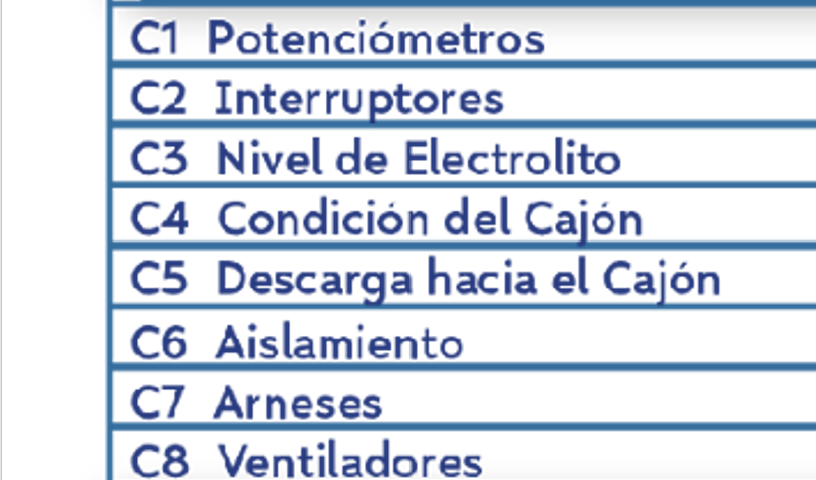 C1 Potenciómetros
C2 Interruptores
C3 Nivel de Electrolito
C4 Condición del Cajón
C5 Descarga hacia el Cajón
C6 Aislamiento
C7 Arneses
C8 Ventiladores